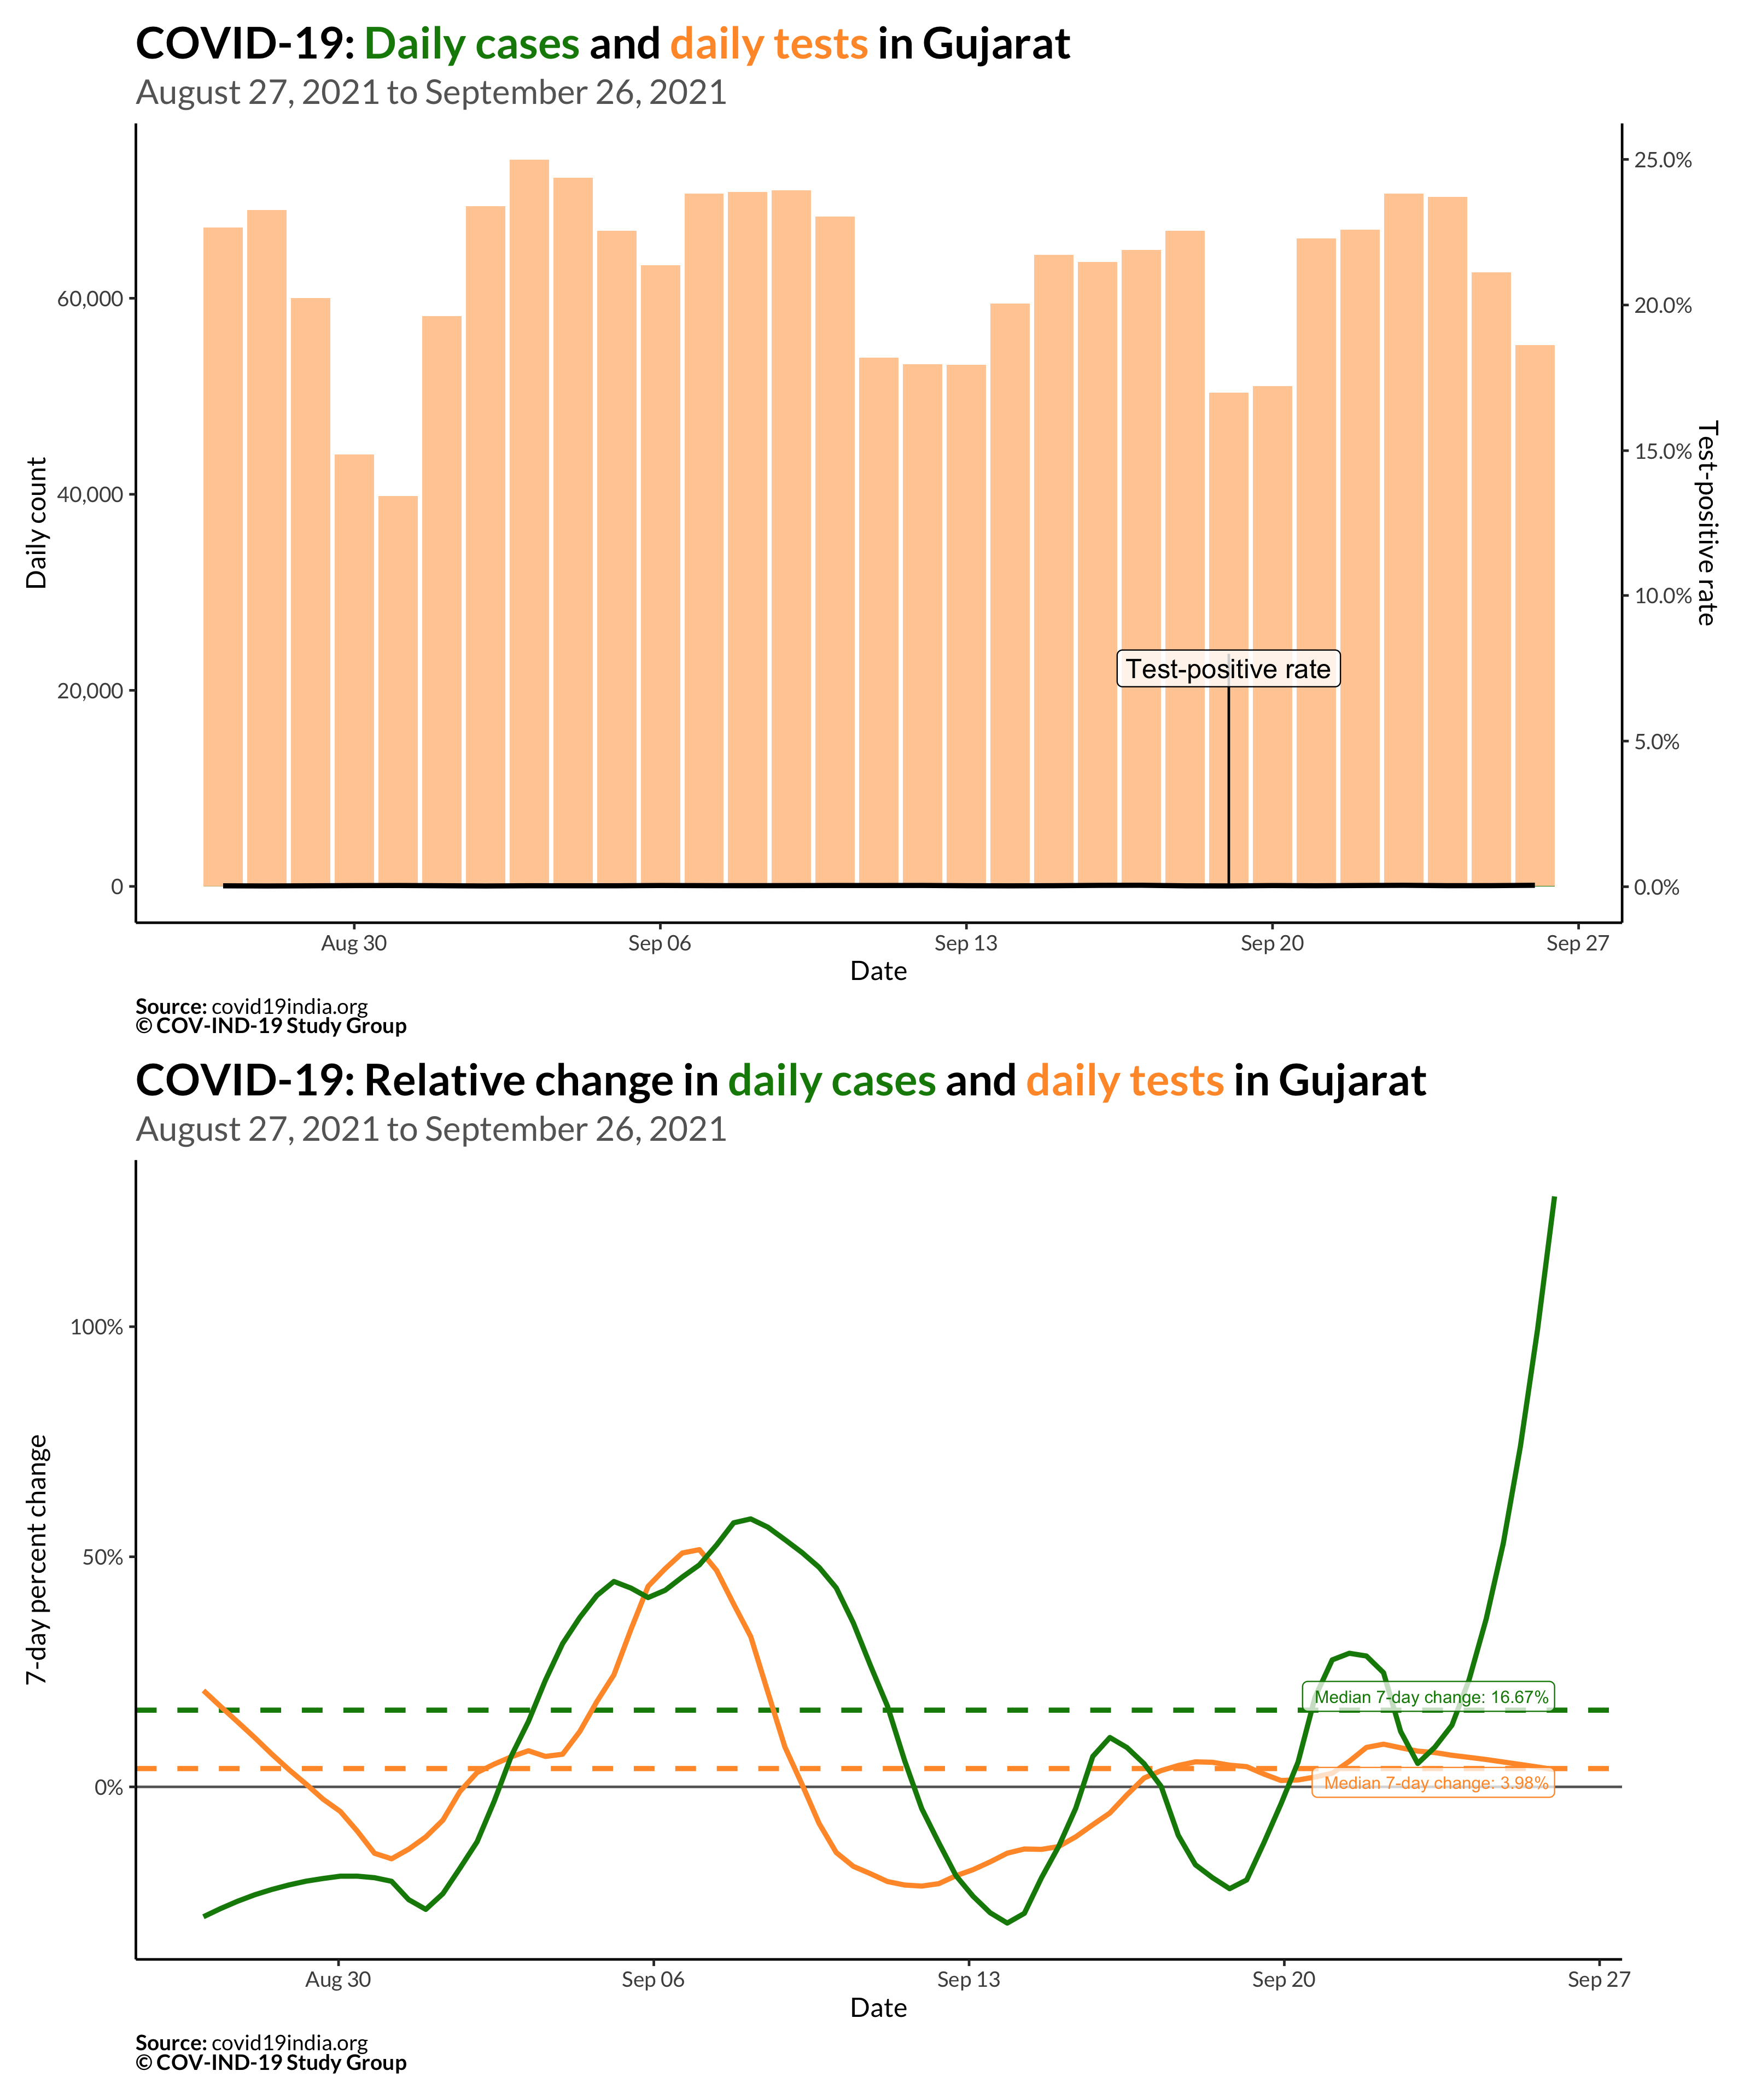 COVID-19: Daily cases and daily tests in Gujarat
August 27, 2021 to September 26, 2021
25.0%
60,000
20.0%
15.0%
40,000
Daily count
Test-positive rate
10.0%
Test-positive rate
20,000
5.0%
0
0.0%
Aug 30 Sep 06 Sep 13 Sep 20 Sep 27
Date
Source: covid19india.org
© COV-IND-19 Study Group
COVID-19: Relative change in daily cases and daily tests in Gujarat
August 27, 2021 to September 26, 2021
100%
7-day percent change
50%
Median 7-day change: 16.67%
0%
Median 7-day change: 3.98%
Aug 30 Sep 06 Sep 13 Sep 20 Sep 27
Date
Source: covid19india.org
© COV-IND-19 Study Group